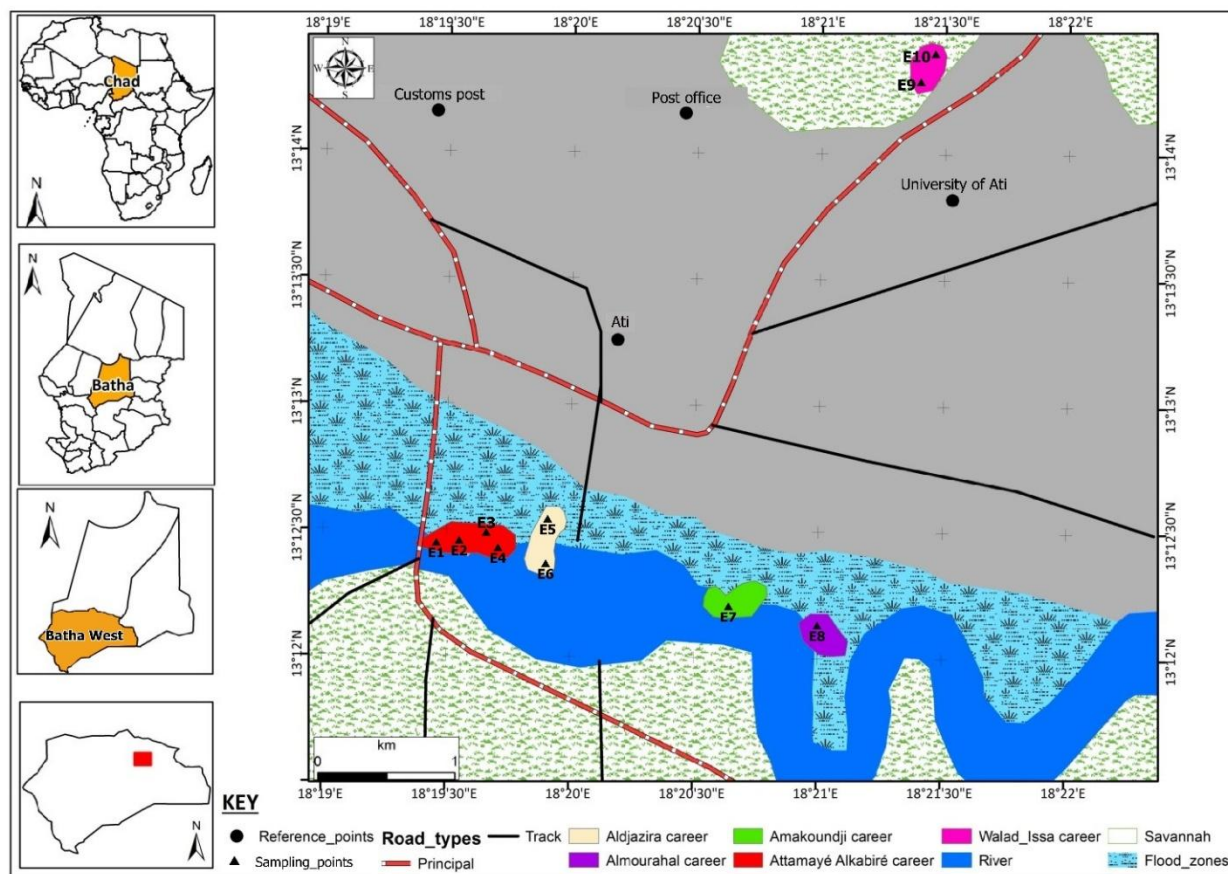 18°19'E 18°19'30"E 18°20'E 18°20'30"E 18°21'E 18°21'30"E 18°22'E
Chad
N
N
Batha
N
Batha West
N
N
W E
S
Customs post
Post office
E10
E9
University of Ati
Ati
E3
E1 E2 E4
E5
E6
E7
E8
13°14'N
13°13'30"N
13°13'N
13°12'30"N
13°12'N
13°14'N
13°13'30"N
13°13'N
13°12'30"N
13°12'N
km
0 1
18°19'E 18°19'30"E 18°20'E 18°20'30"E 18°21'E 18°21'30"E 18°22'E
KEY
Reference_points Road_types Track Aldjazira career Amakoundji career Walad_Issa career Savannah
Sampling_points Principal Almourahal career Attamayé Alkabiré career River Flood_zones